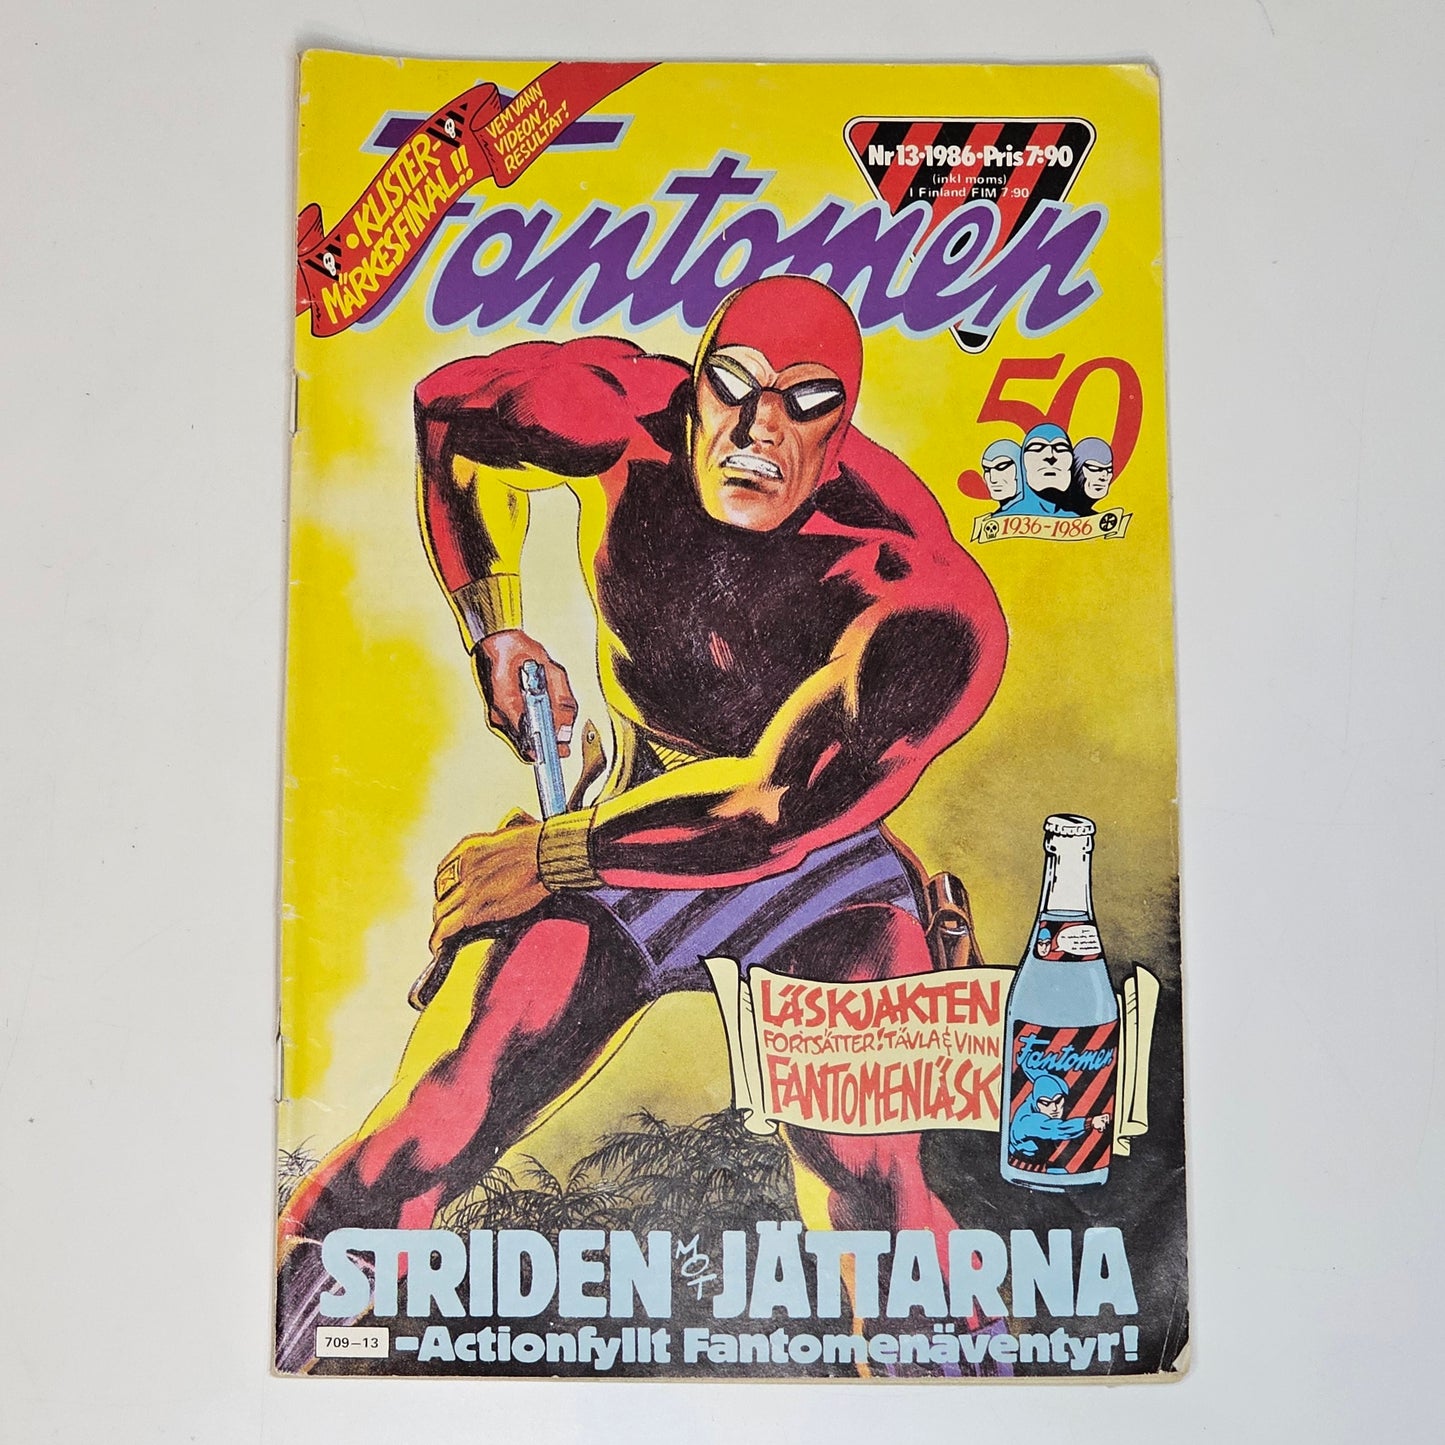 •KLISTER-
MÄRKESFINAL!!
VEM VANN
VIDEON?
RESULTAT!
Fantomen
Nr 13•1986•Pris 7:90
(inkl moms)
I Finland FIM 7:90
50
1936-1986
LÄSKJAKTEN
FORTSÄTTER! TÄVLA & VINN
FANTOMENLÄSK
Fantomen
STRIDEN MOT JÄTTARNA
-Actionfyllt Fantomenäventyr!
709-13